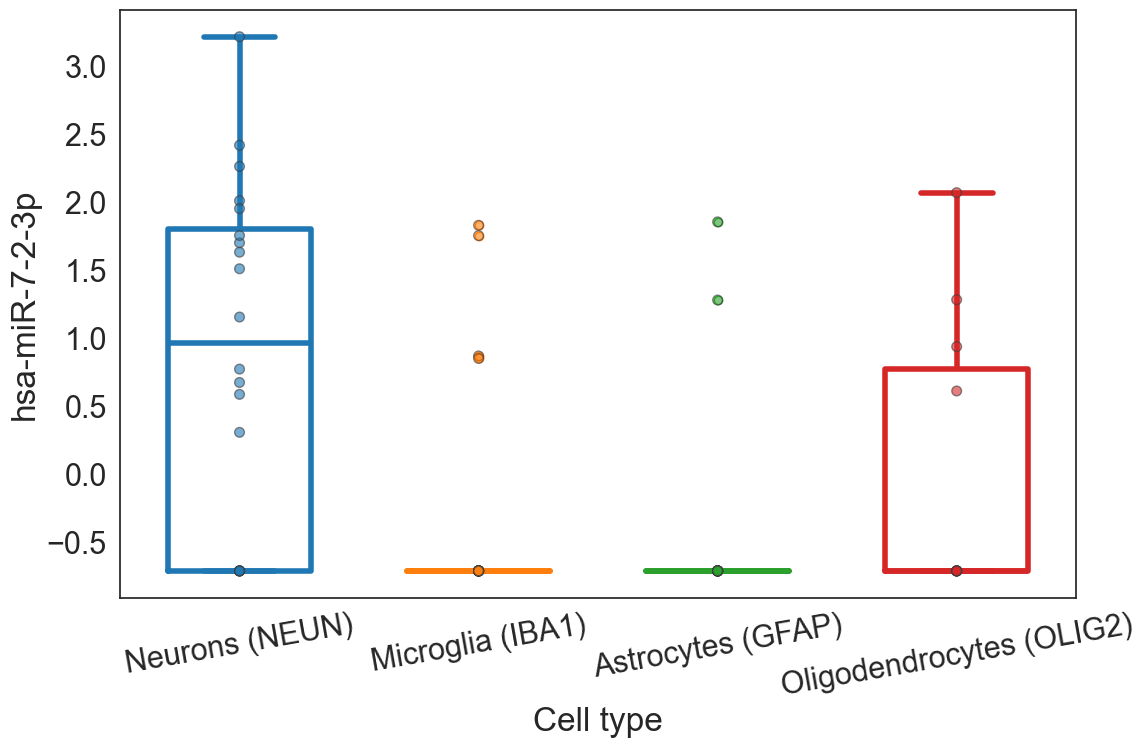 hsa-miR-7-2-3p
3.0
2.5
2.0
1.5
1.0
0.5
0.0
−0.5
Neurons (NEUN)
Microglia (IBA1)
Astrocytes (GFAP)
Oligodendrocytes (OLIG2)
Cell type